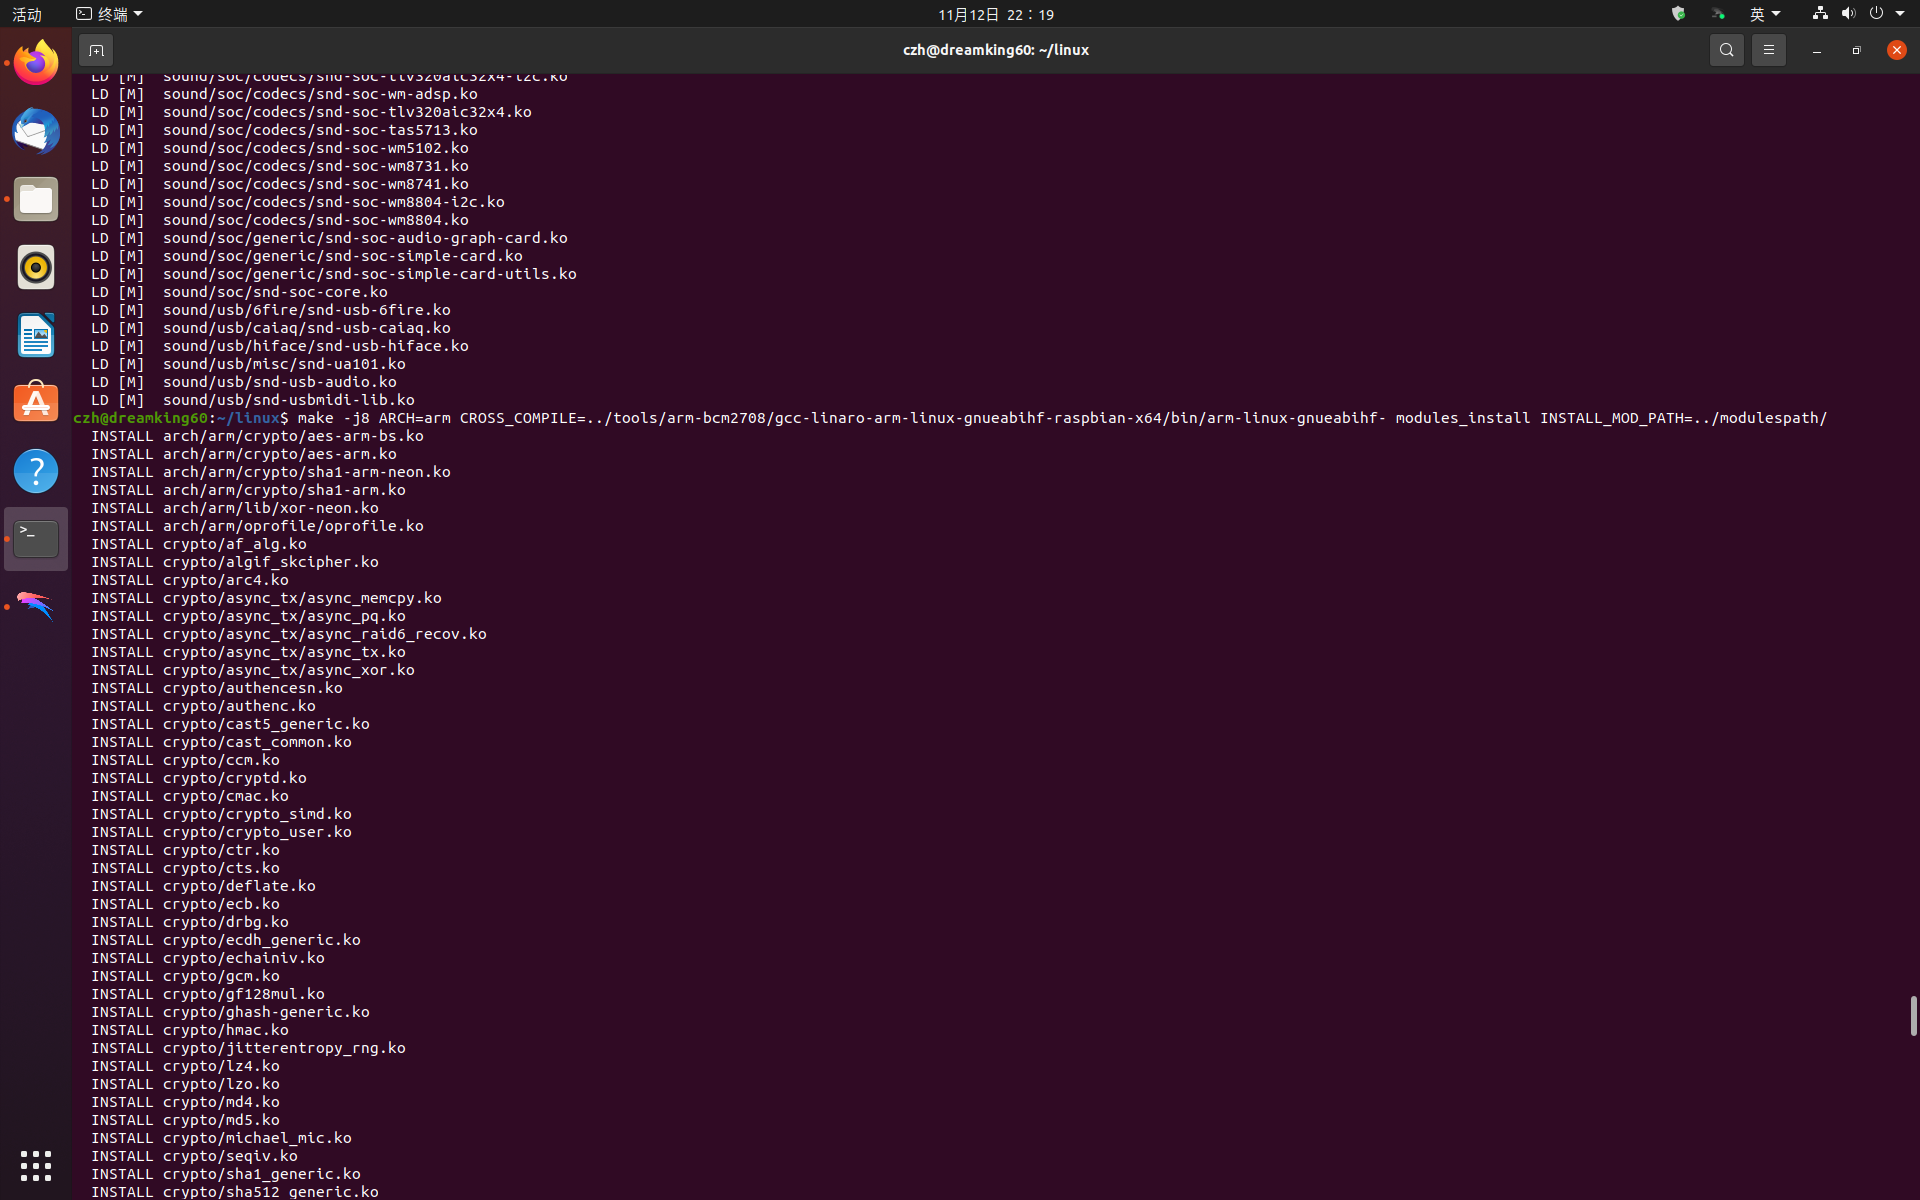 活动
终端
11月12日 22：19
英
czh@dreamking60: ~/linux
LD [M]  sound/soc/codecs/snd-soc-tlv320aic32x4-i2c.ko
LD [M]  sound/soc/codecs/snd-soc-wm-adsp.ko
LD [M]  sound/soc/codecs/snd-soc-tlv320aic32x4.ko
LD [M]  sound/soc/codecs/snd-soc-tas5713.ko
LD [M]  sound/soc/codecs/snd-soc-wm5102.ko
LD [M]  sound/soc/codecs/snd-soc-wm8731.ko
LD [M]  sound/soc/codecs/snd-soc-wm8741.ko
LD [M]  sound/soc/codecs/snd-soc-wm8804-i2c.ko
LD [M]  sound/soc/codecs/snd-soc-wm8804.ko
LD [M]  sound/soc/generic/snd-soc-audio-graph-card.ko
LD [M]  sound/soc/generic/snd-soc-simple-card.ko
LD [M]  sound/soc/generic/snd-soc-simple-card-utils.ko
LD [M]  sound/soc/snd-soc-core.ko
LD [M]  sound/usb/6fire/snd-usb-6fire.ko
LD [M]  sound/usb/caiaq/snd-usb-caiaq.ko
LD [M]  sound/usb/hiface/snd-usb-hiface.ko
LD [M]  sound/usb/misc/snd-ua101.ko
LD [M]  sound/usb/snd-usb-audio.ko
LD [M]  sound/usb/snd-usbmidi-lib.ko
czh@dreamking60:~/linux$ make -j8 ARCH=arm CROSS_COMPILE=../tools/arm-bcm2708/gcc-linaro-arm-linux-gnueabihf-raspbian-x64/bin/arm-linux-gnueabihf- modules_install INSTALL_MOD_PATH=../modulespath/
INSTALL arch/arm/crypto/aes-arm-bs.ko
INSTALL arch/arm/crypto/aes-arm.ko
INSTALL arch/arm/crypto/sha1-arm-neon.ko
INSTALL arch/arm/crypto/sha1-arm.ko
INSTALL arch/arm/lib/xor-neon.ko
INSTALL arch/arm/oprofile/oprofile.ko
INSTALL crypto/af_alg.ko
INSTALL crypto/algif_skcipher.ko
INSTALL crypto/arc4.ko
INSTALL crypto/async_tx/async_memcpy.ko
INSTALL crypto/async_tx/async_pq.ko
INSTALL crypto/async_tx/async_raid6_recov.ko
INSTALL crypto/async_tx/async_tx.ko
INSTALL crypto/async_tx/async_xor.ko
INSTALL crypto/authencesn.ko
INSTALL crypto/authenc.ko
INSTALL crypto/cast5_generic.ko
INSTALL crypto/cast_common.ko
INSTALL crypto/ccm.ko
INSTALL crypto/cryptd.ko
INSTALL crypto/cmac.ko
INSTALL crypto/crypto_simd.ko
INSTALL crypto/crypto_user.ko
INSTALL crypto/ctr.ko
INSTALL crypto/cts.ko
INSTALL crypto/deflate.ko
INSTALL crypto/ecb.ko
INSTALL crypto/drbg.ko
INSTALL crypto/ecdh_generic.ko
INSTALL crypto/echainiv.ko
INSTALL crypto/gcm.ko
INSTALL crypto/gf128mul.ko
INSTALL crypto/ghash-generic.ko
INSTALL crypto/hmac.ko
INSTALL crypto/jitterentropy_rng.ko
INSTALL crypto/lz4.ko
INSTALL crypto/lzo.ko
INSTALL crypto/md4.ko
INSTALL crypto/md5.ko
INSTALL crypto/michael_mic.ko
INSTALL crypto/seqiv.ko
INSTALL crypto/sha1_generic.ko
INSTALL crypto/sha512_generic.ko